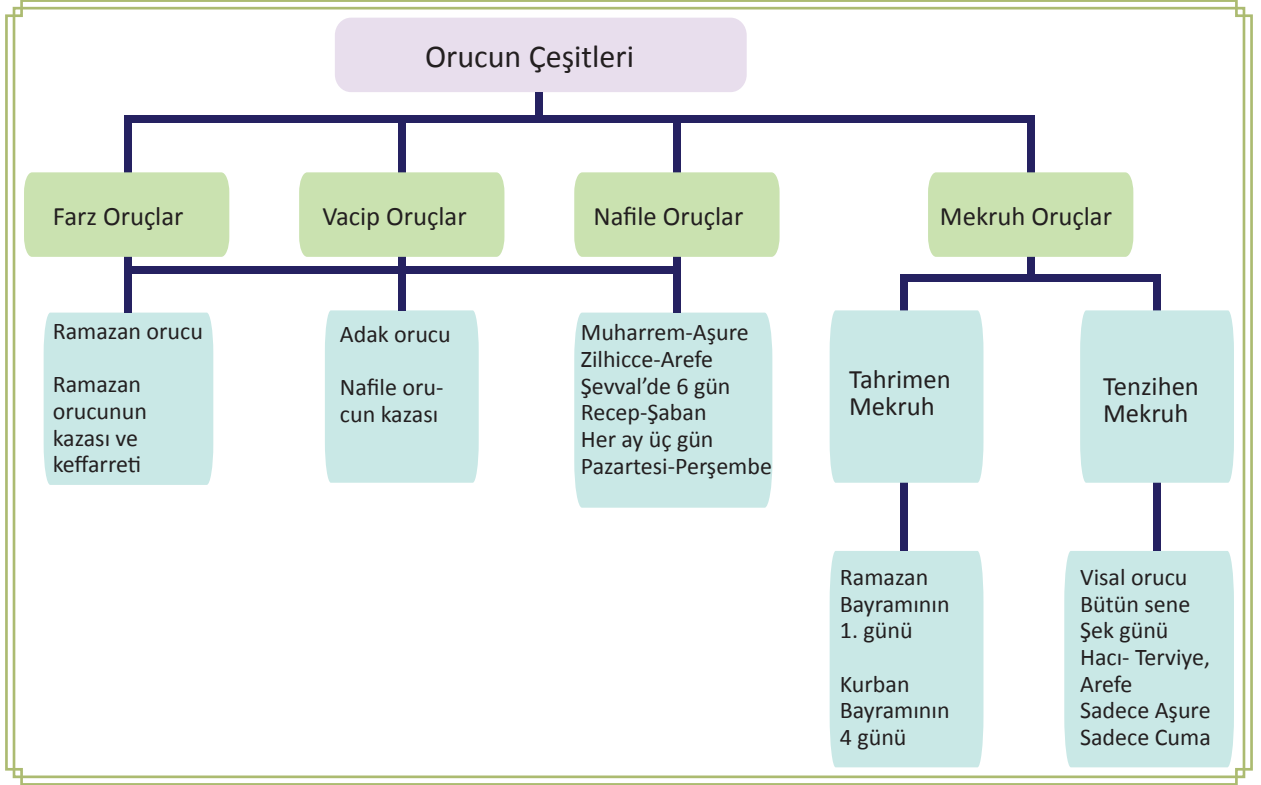 Orucun Çeşitleri
Farz Oruçlar
Vacip Oruçlar
Nafile Oruçlar
Mekruh Oruçlar
Ramazan orucu
Ramazan
orucunun
kazası ve
keffarreti
Adak orucu
Nafile oru-
cun kazası
Muharrem-Aşure
Zilhicce-Arefe
Şevval’de 6 gün
Recep-Şaban
Her ay üç gün
Pazartesi-Perşembe
Tahrimen
Mekruh
Tenzihen
Mekruh
Ramazan
Bayramının
1. günü
Kurban
Bayramının
4 günü
Visal orucu
Bütün sene
Şek günü
Hacı- Terviye,
Arefe
Sadece Aşure
Sadece Cuma